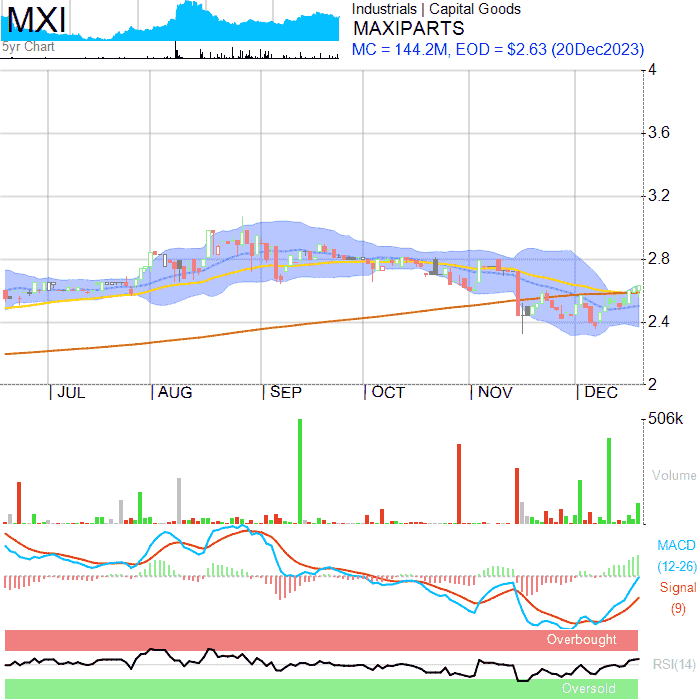 MXI
5yr Chart
Industrials | Capital Goods
MAXIPARTS
MC = 144.2M, EOD = $2.63 (20Dec2023)
4
3.6
3.2
2.8
2.4
2
JUL AUG SEP OCT NOV DEC
506k
Volume
MACD
(12-26)
Signal
(9)
Overbought
RSI(14)
Oversold